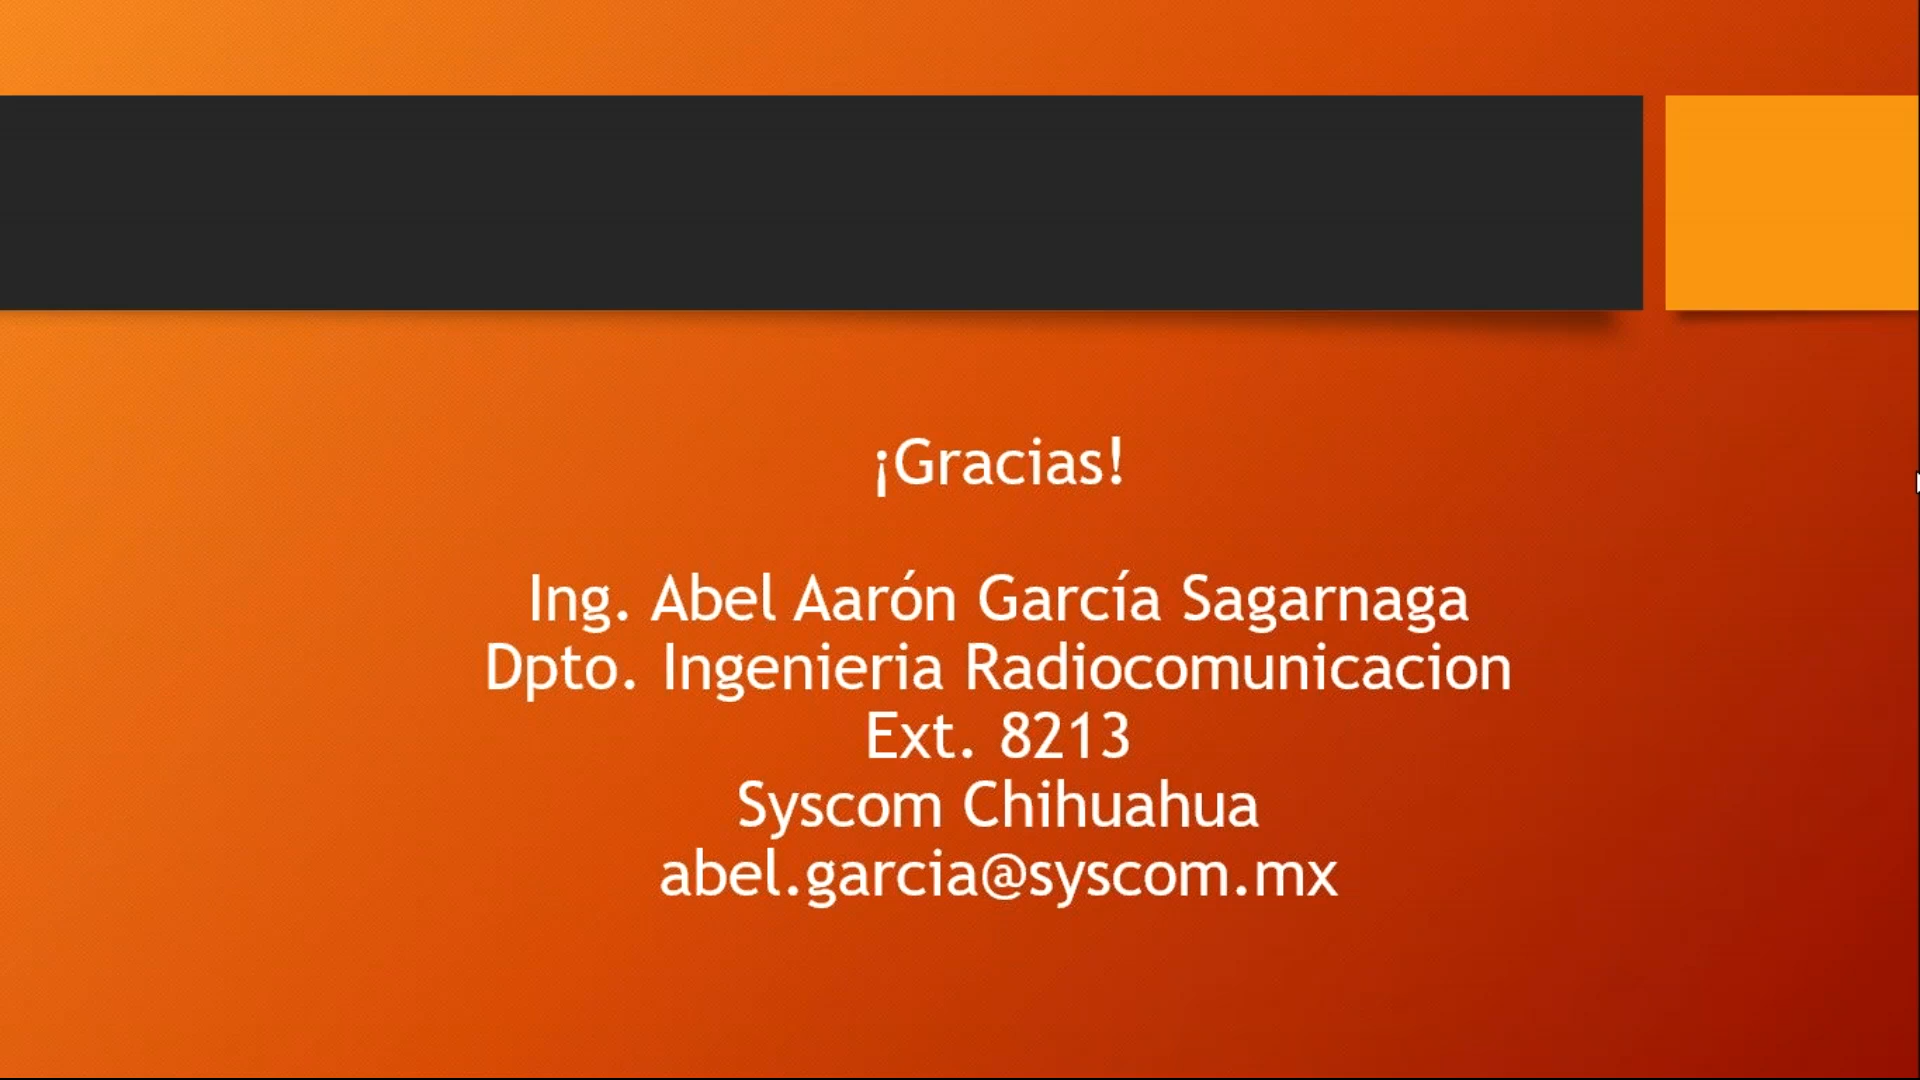 ¡Gracias!
Ing. Abel Aarón García Sagarnaga
Dpto. Ingenieria Radiocomunicacion
Ext. 8213
Syscom Chihuahua
abel.garcia@syscom.mx